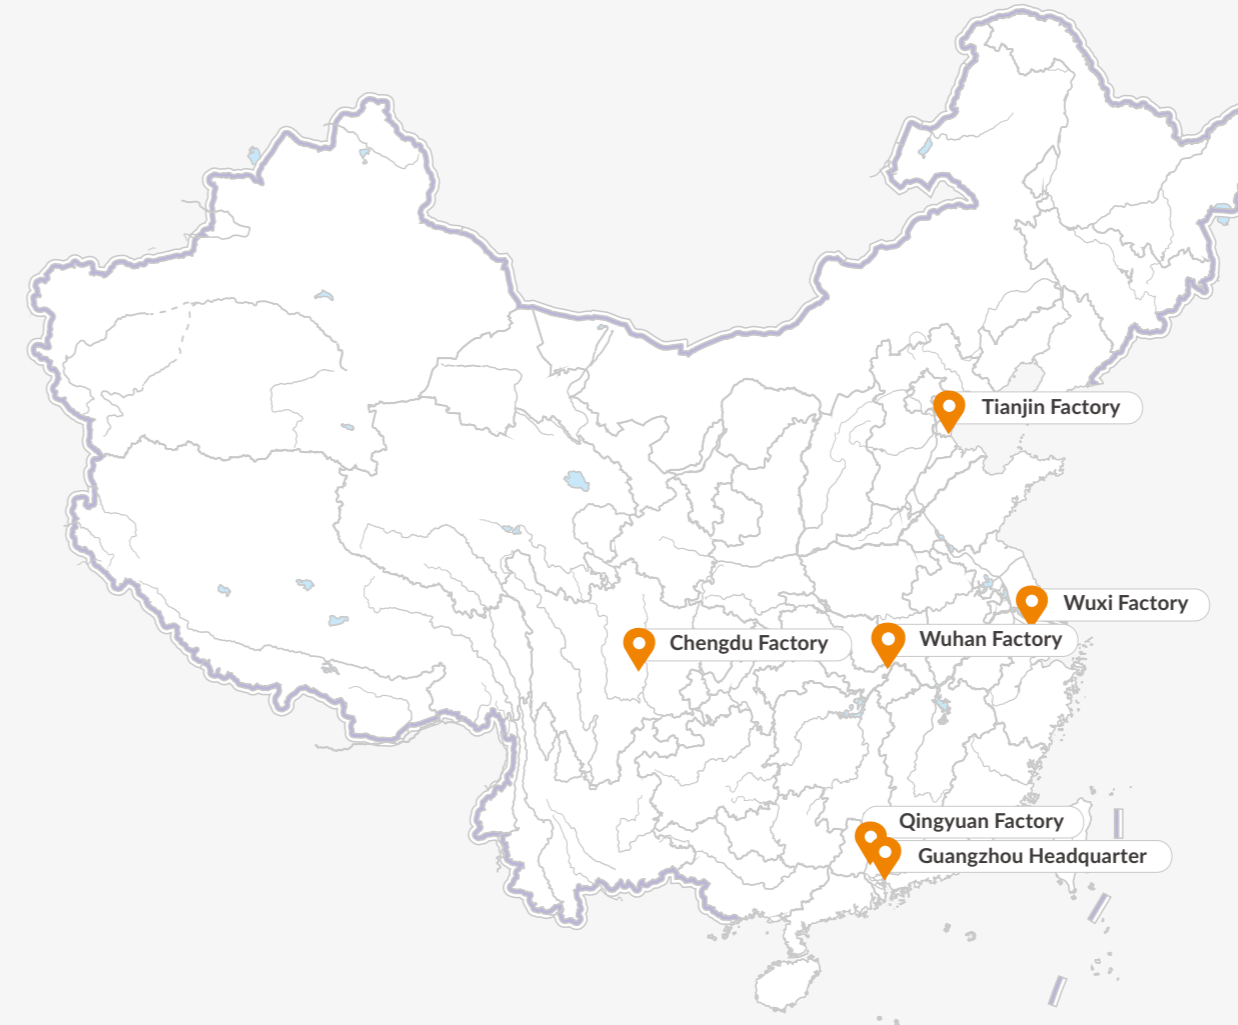 Tianjin Factory
Wuxi Factory
Wuhan Factory
Chengdu Factory
Qingyuan Factory
Guangzhou Headquarter